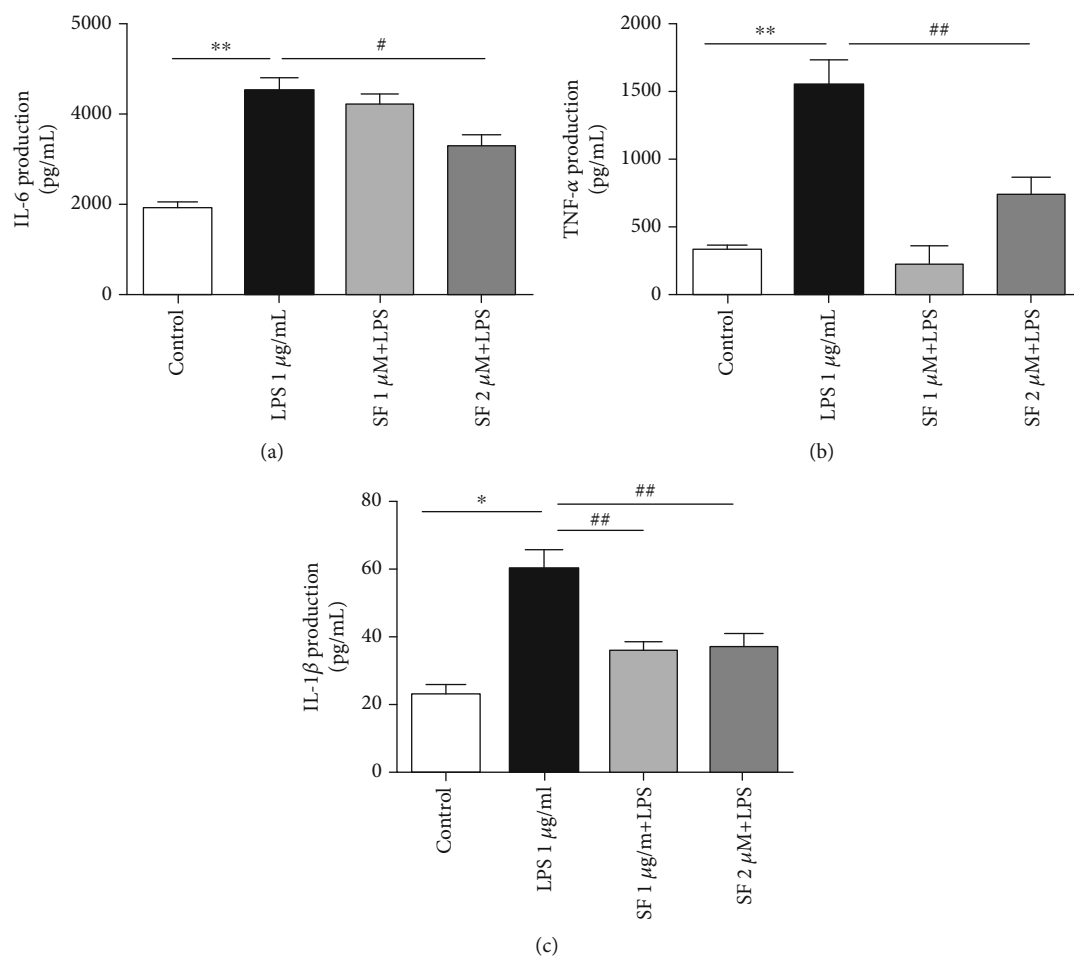 IL-6 production
(pg/mL)
5000
4000
2000
0
**
#
Control
LPS 1 μg/mL
SF 1 μM+LPS
SF 2 μM+LPS
(a)
TNF-α production
(pg/mL)
2000
1500
1000
500
0
**
##
Control
LPS 1 μg/mL
SF 1 μM+LPS
SF 2 μM+LPS
(b)
IL-1β production
(pg/mL)
80
60
40
20
0
*
##
##
Control
LPS 1 μg/ml
SF 1 μg/m+LPS
SF 2 μM+LPS
(c)